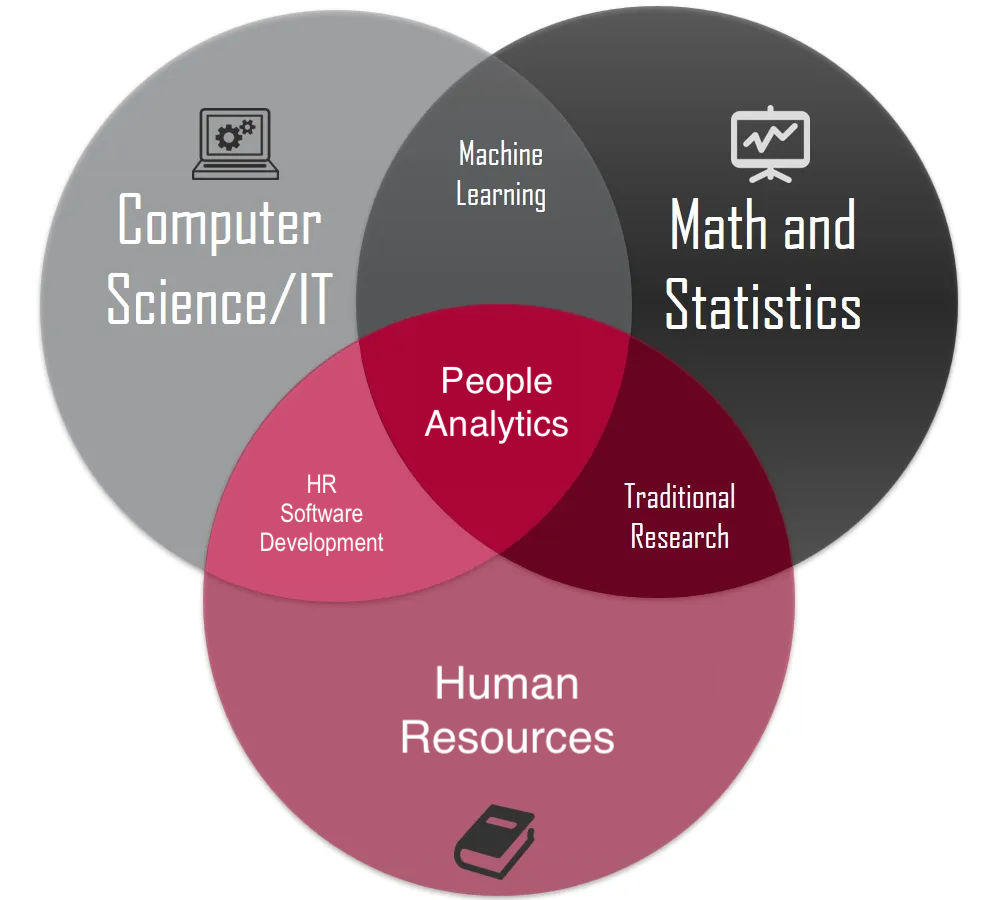 Machine
Learning
Computer
Science/IT
Math and
Statistics
People
Analytics
HR
Software
Development
Traditional
Research
Human
Resources